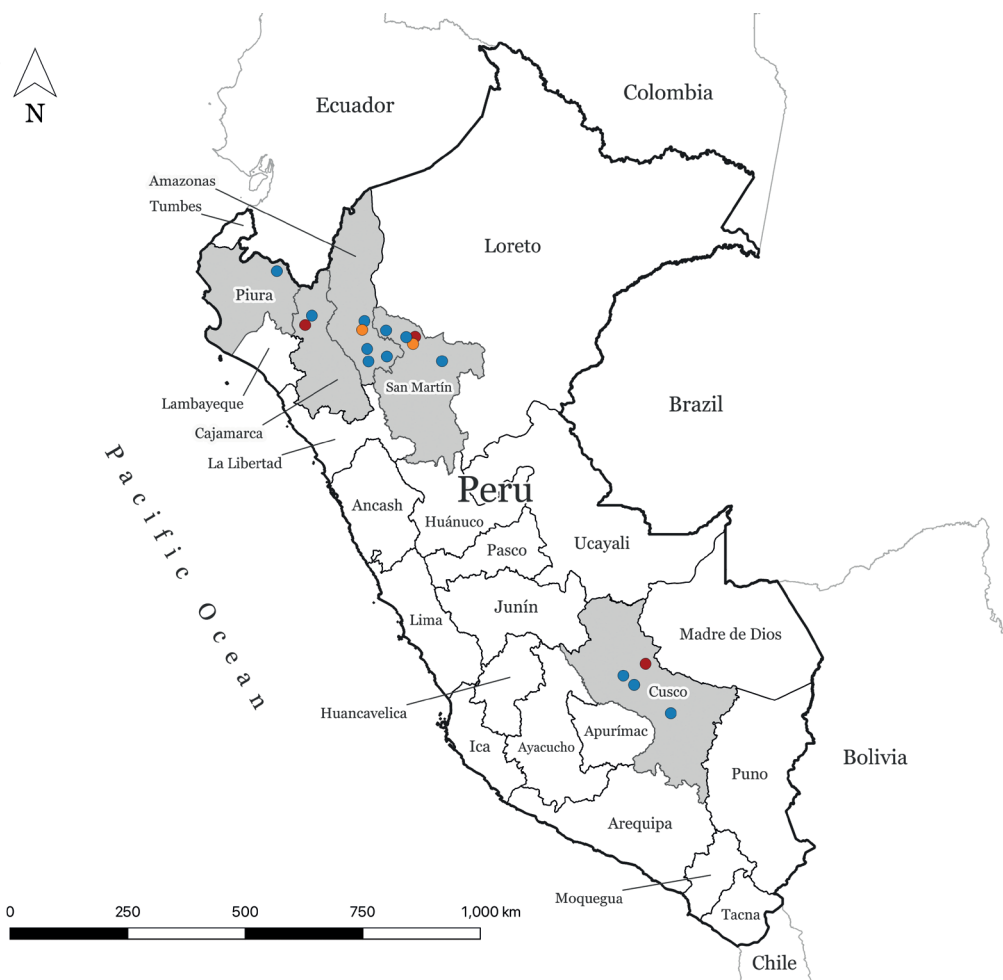 Colombia
Ecuador
N
Amazonas
Tumbes
Loreto
Piura
San Martín
Lambayeque
Brazil
Cajamarca
La Libertad
Peru
Ancash
Huánuco
Ucayali
Pasco
Junín
Lima
Madre de Dios
Pacific Ocean
Cusco
Huancavelica
Apurímac
Ica
Ayacucho
Bolivia
Puno
Arequipa
Moquegua
Tacna
0 250 500 750 1,000 km
Chile